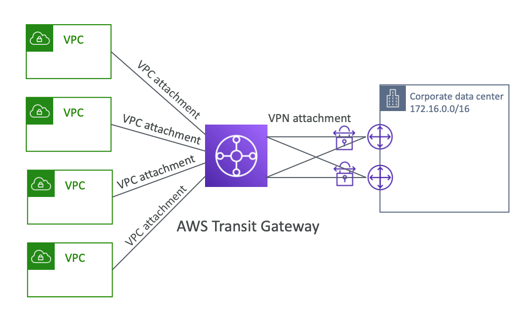 VPC
VPC attachment
VPC
VPC attachment
VPN attachment
Corporate data center
172.16.0.0/16
VPC attachment
VPC
VPC attachment
AWS Transit Gateway
VPC